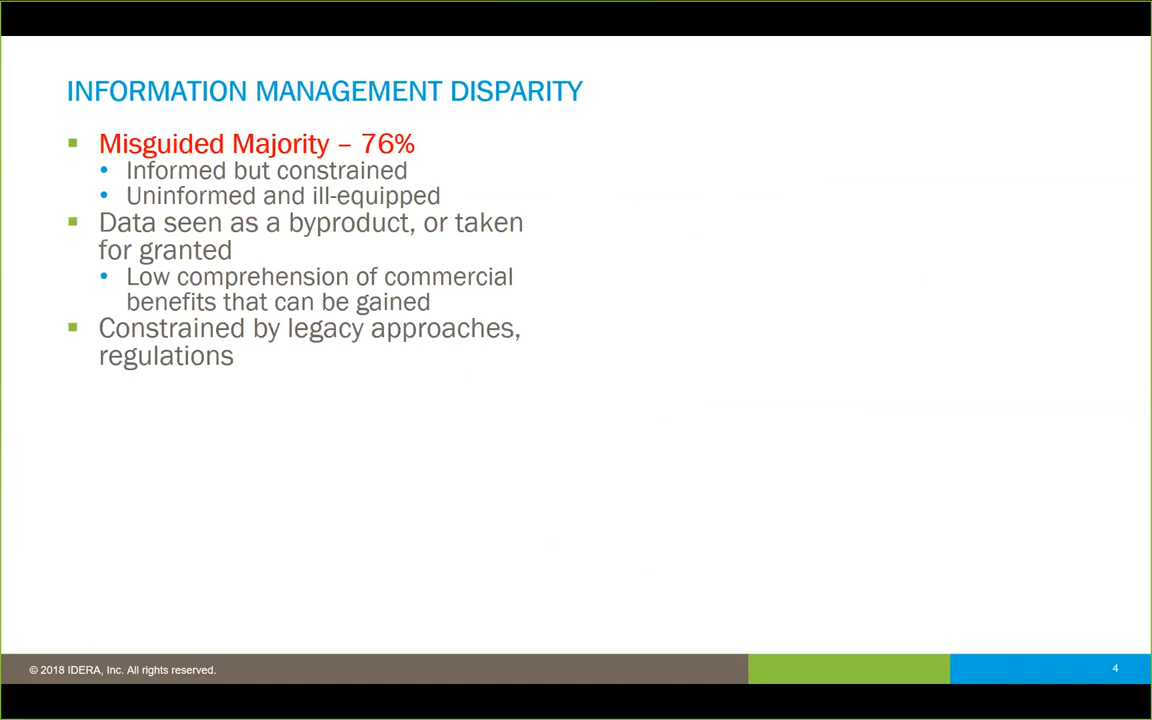 INFORMATION MANAGEMENT DISPARITY
Misguided Majority – 76%
Informed but constrained
Uninformed and ill-equipped
Data seen as a byproduct, or taken
for granted
Low comprehension of commercial
benefits that can be gained
Constrained by legacy approaches,
regulations
© 2018 IDERA, Inc. All rights reserved.
4